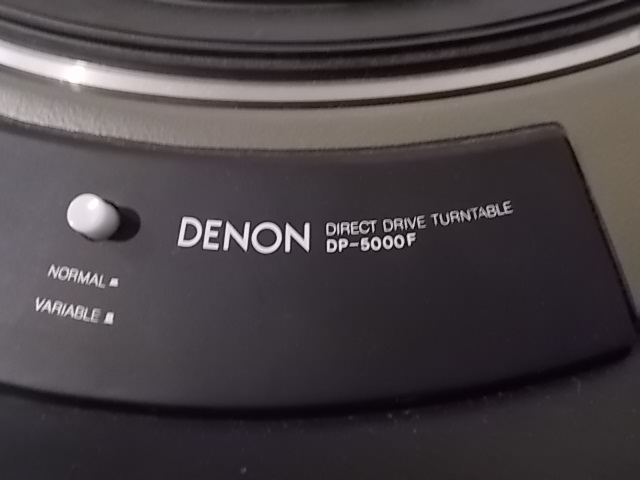 DENON
DIRECT DRIVE TURNTABLE
DP-5000F
NORMAL
VARIABLE